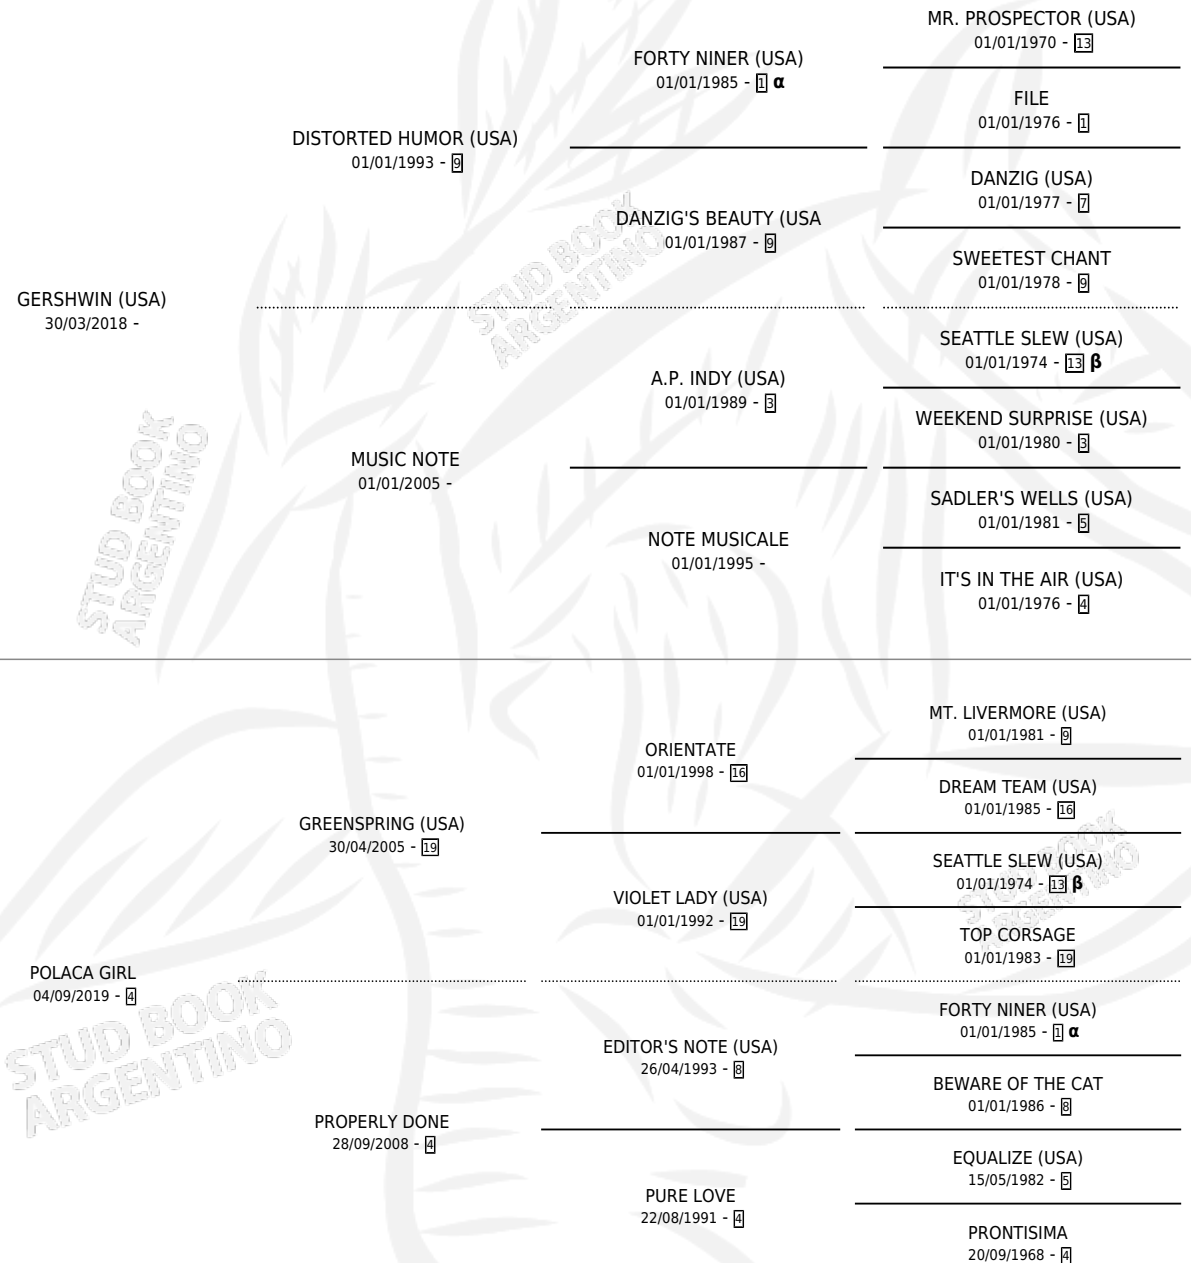 MR. PROSPECTOR (USA)
01/01/1970 - 13
FORTY NINER (USA)
01/01/1985 - 1 α
FILE
01/01/1976 - 1
DISTORTED HUMOR (USA)
01/01/1993 - 9
DANZIG (USA)
01/01/1977 - 7
DANZIG'S BEAUTY (USA
01/01/1987 - 9
SWEETEST CHANT
01/01/1978 - 9
GERSHWIN (USA)
30/03/2018 -
SEATTLE SLEW (USA)
01/01/1974 - 13 β
A.P. INDY (USA)
01/01/1989 - 3
WEEKEND SURPRISE (USA)
01/01/1980 - 3
MUSIC NOTE
01/01/2005 -
SADLER'S WELLS (USA)
01/01/1981 - 5
NOTE MUSICALE
01/01/1995 -
IT'S IN THE AIR (USA)
01/01/1976 - 4
MT. LIVERMORE (USA)
01/01/1981 - 9
ORIENTATE
01/01/1998 - 16
DREAM TEAM (USA)
01/01/1985 - 16
GREENSPRING (USA)
30/04/2005 - 19
SEATTLE SLEW (USA)
01/01/1974 - 13 β
VIOLET LADY (USA)
01/01/1992 - 19
TOP CORSAGE
01/01/1983 - 19
POLACA GIRL
04/09/2019 - 4
FORTY NINER (USA)
01/01/1985 - 1 α
EDITOR'S NOTE (USA)
26/04/1993 - 8
BEWARE OF THE CAT
01/01/1986 - 8
PROPERLY DONE
28/09/2008 - 4
EQUALIZE (USA)
15/05/1982 - 5
PURE LOVE
22/08/1991 - 4
PRONTISIMA
20/09/1968 - 4
STUD BOOK
ARGENTINO
STUD BOOK
ARGENTINO
STUD BOOK
ARGENTINO
STUD BOOK
ARGENTINO